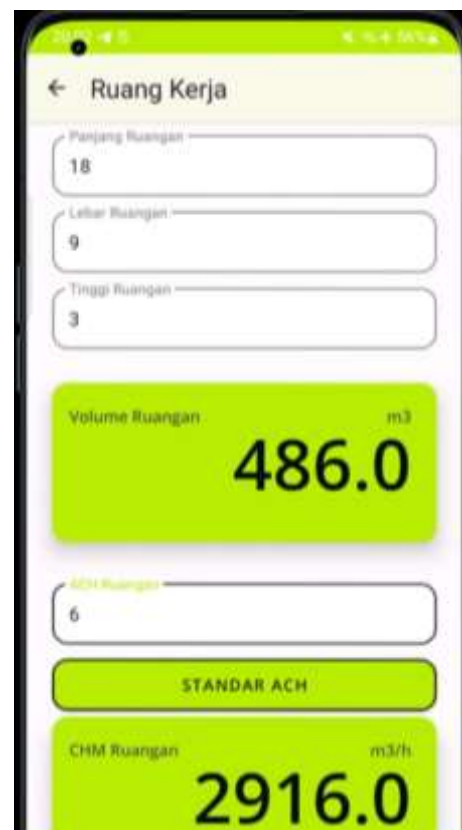 ← Ruang Kerja
Panjang Ruangan
18
Lebar Ruangan
9
Tinggi Ruangan
3
Volume Ruangan m3
486.0
ACH Ruangan
6
STANDAR ACH
CHM Ruangan m3/h
2916.0